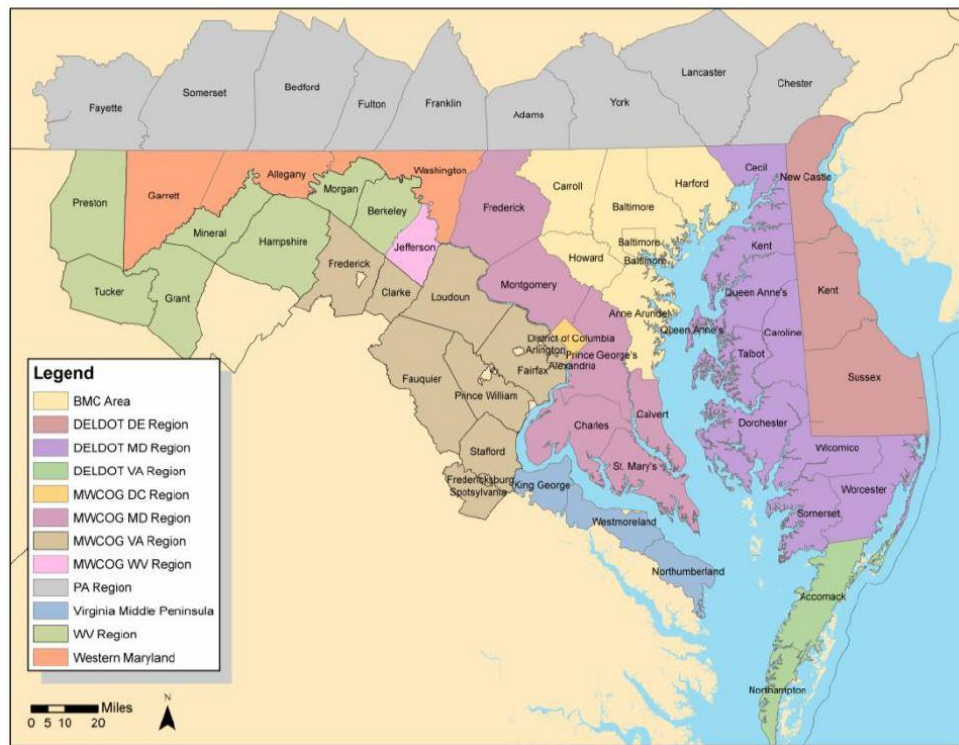 Fayette
Somerset
Bedford
Fulton
Franklin
Adams
York
Lancaster
Chester
Preston
Garrett
Allegany
Washington
Frederick
Carroll
Baltimore
Harford
Cecil
New Castle
Mineral
Hampshire
Morgan
Berkeley
Jefferson
Tucker
Grant
Frederick
Clarke
Loudoun
Montgomery
Howard
Baltimore
Baltimore
Anne Arundel
Kent
Queen Anne's
Queen Anne's
Caroline
Talbot
Kent
Sussex
District of Columbia
Arlington
Prince George's
Alexandria
Fairfax
Fauquier
Prince William
Stafford
Fredericksburg
Spotsylvania
Charles
Calvert
St. Mary's
King George
Westmoreland
Northumberland
Dorchester
Wicomico
Worcester
Somerset
Accomack
Northampton
Legend
BMC Area
DELDOT DE Region
DELDOT MD Region
DELDOT VA Region
MWCOG DC Region
MWCOG MD Region
MWCOG VA Region
MWCOG WV Region
PA Region
Virginia Middle Peninsula
WV Region
Western Maryland
Miles
0 5 10 20
N